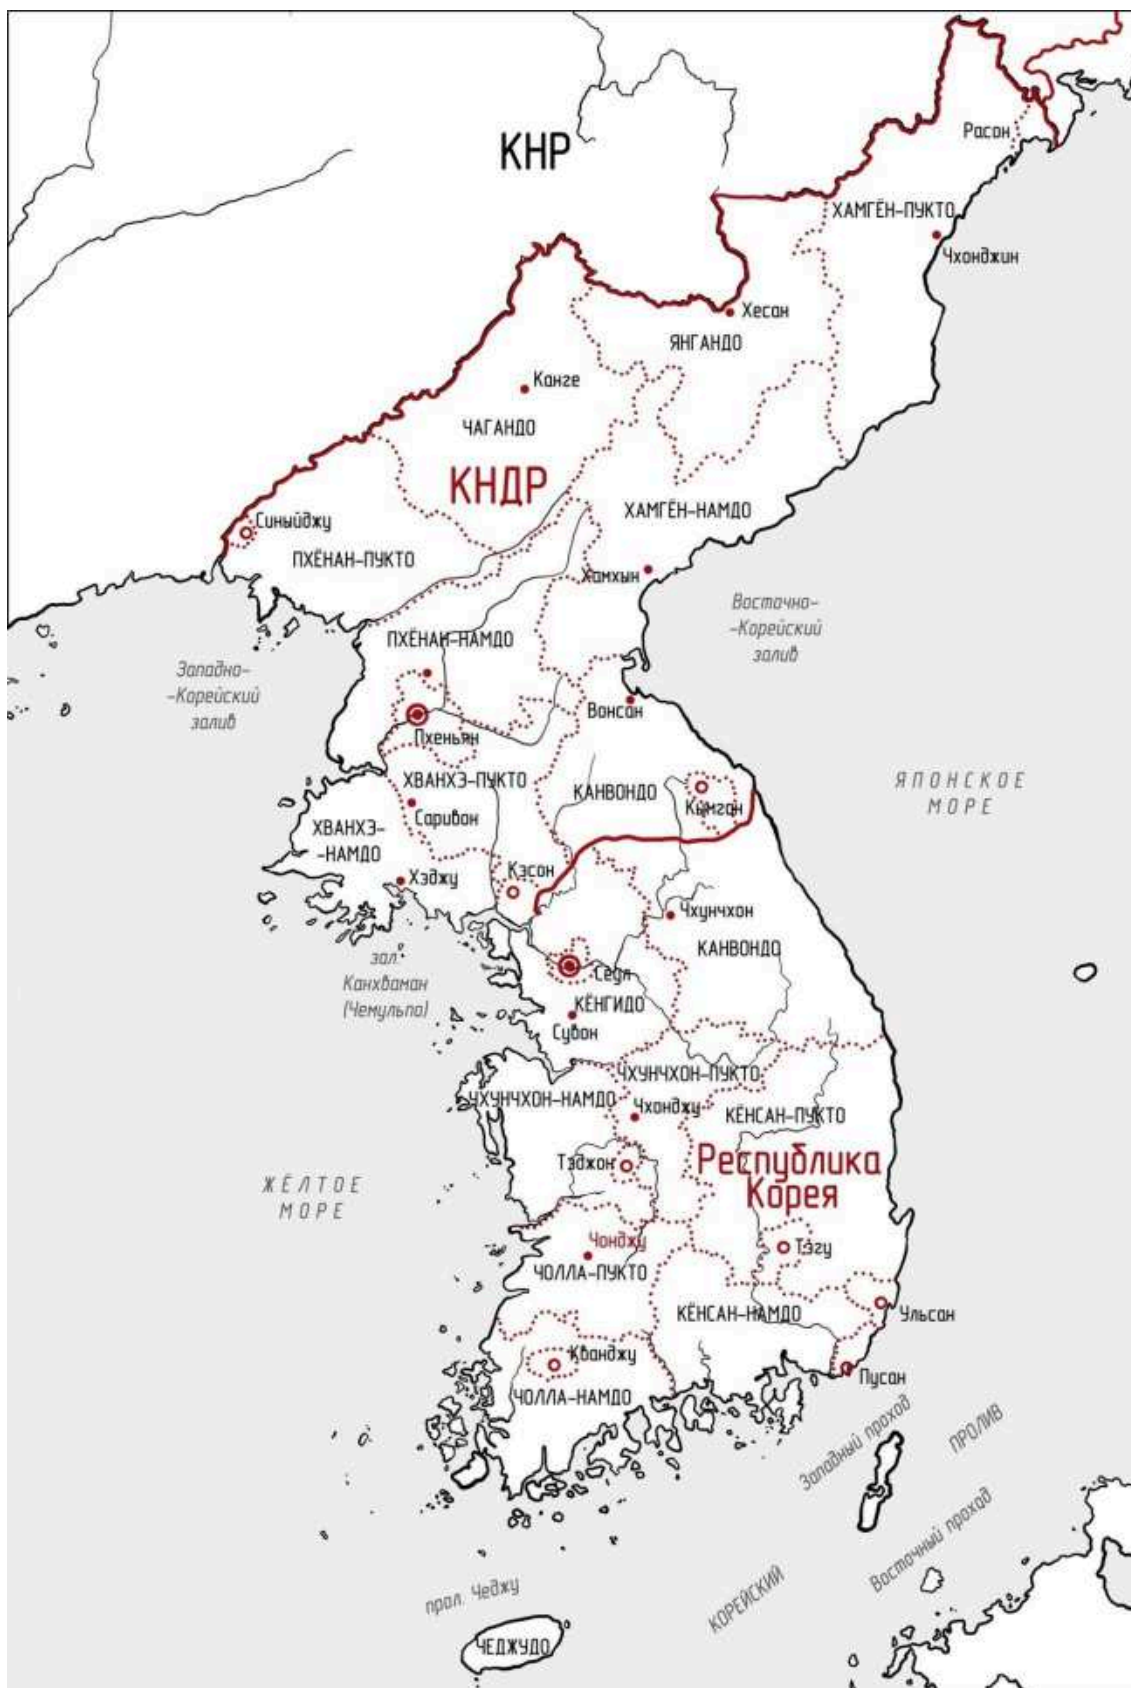 КНР
Расон
ХАМГЁН-ПУКТО
Чхонджин
Хесан
ЯНГАНДО
Канге
ЧАГАНДО
КНДР
ХАМГЁН-НАМДО
Синыйджу
ПХЁНАН-ПУКТО
Хамхын
Восточно-
-Корейский
залив
ПХЁНАН-НАМДО
Западно-
-Корейский
залив
Вонсан
Пхеньян
ХВАНХЭ-ПУКТО
КАНВОНДО
Кымган
ЯПОНСКОЕ
МОРЕ
Саривон
ХВАНХЭ-
-НАМДО
Хэджу
Кэсон
Чхунчхон
КАНВОНДО
зал.
Канхваман
(Чемульпо)
Сеул
КЁНГИДО
Сувон
ЧХУНЧХОН-ПУКТО
ЧХУНЧХОН-НАМДО
Чхонджу
КЁНСАН-ПУКТО
Тэджон
Республика
Корея
ЖЁЛТОЕ
МОРЕ
Чонджу
Тэгу
ЧОЛЛА-ПУКТО
КЁНСАН-НАМДО
Ульсан
Кванджу
Пусан
ЧОЛЛА-НАМДО
Западный проход
ПРОЛИВ
Восточный проход
КОРЕЙСКИЙ
прол. Чеджу
ЧЕДЖУДО